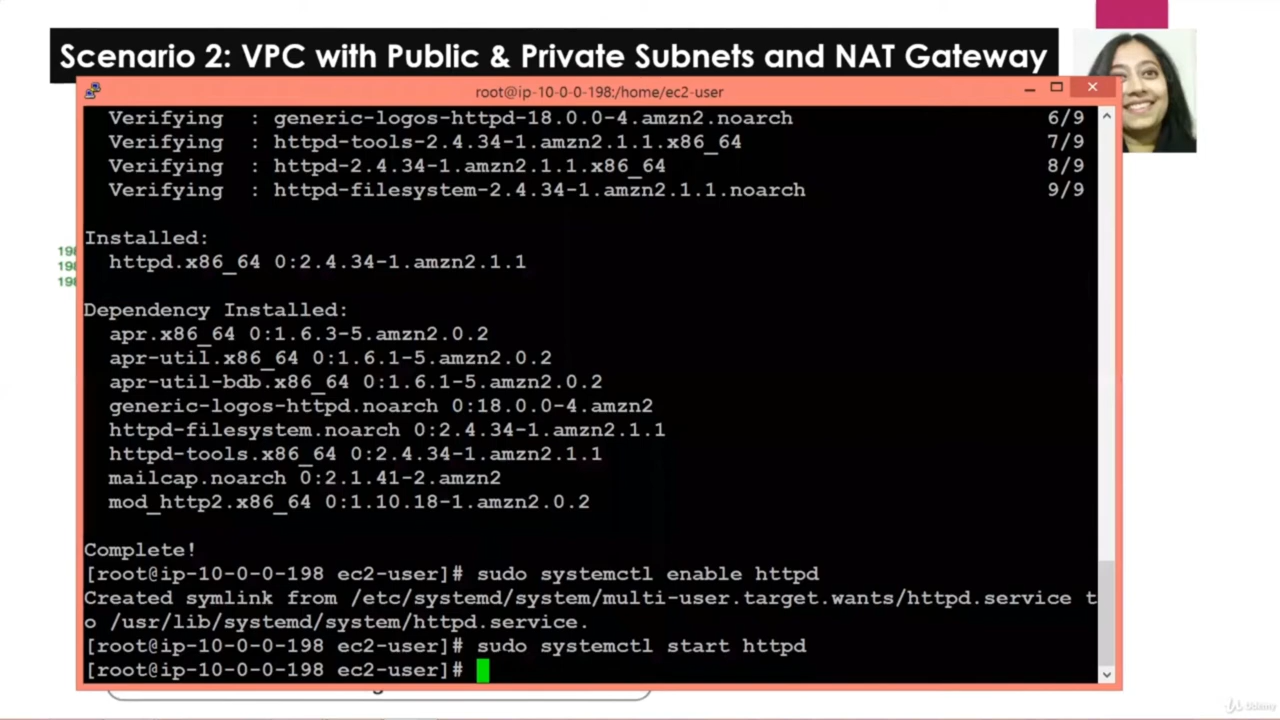 Scenario 2: VPC with Public & Private Subnets and NAT Gateway
root@ip-10-0-0-198:/home/ec2-user
Verifying : generic-logos-httpd-18.0.0-4.amzn2.noarch 6/9
Verifying : httpd-tools-2.4.34-1.amzn2.1.1.x86_64 7/9
Verifying : httpd-2.4.34-1.amzn2.1.1.x86_64 8/9
Verifying : httpd-filesystem-2.4.34-1.amzn2.1.1.noarch 9/9
Installed:
httpd.x86_64 0:2.4.34-1.amzn2.1.1
Dependency Installed:
apr.x86_64 0:1.6.3-5.amzn2.0.2
apr-util.x86_64 0:1.6.1-5.amzn2.0.2
apr-util-bdb.x86_64 0:1.6.1-5.amzn2.0.2
generic-logos-httpd.noarch 0:18.0.0-4.amzn2
httpd-filesystem.noarch 0:2.4.34-1.amzn2.1.1
httpd-tools.x86_64 0:2.4.34-1.amzn2.1.1
mailcap.noarch 0:2.1.41-2.amzn2
mod_http2.x86_64 0:1.10.18-1.amzn2.0.2
Complete!
[root@ip-10-0-0-198 ec2-user]# sudo systemctl enable httpd
Created symlink from /etc/systemd/system/multi-user.target.wants/httpd.service t
o /usr/lib/systemd/system/httpd.service.
[root@ip-10-0-0-198 ec2-user]# sudo systemctl start httpd
[root@ip-10-0-0-198 ec2-user]#
Udemy